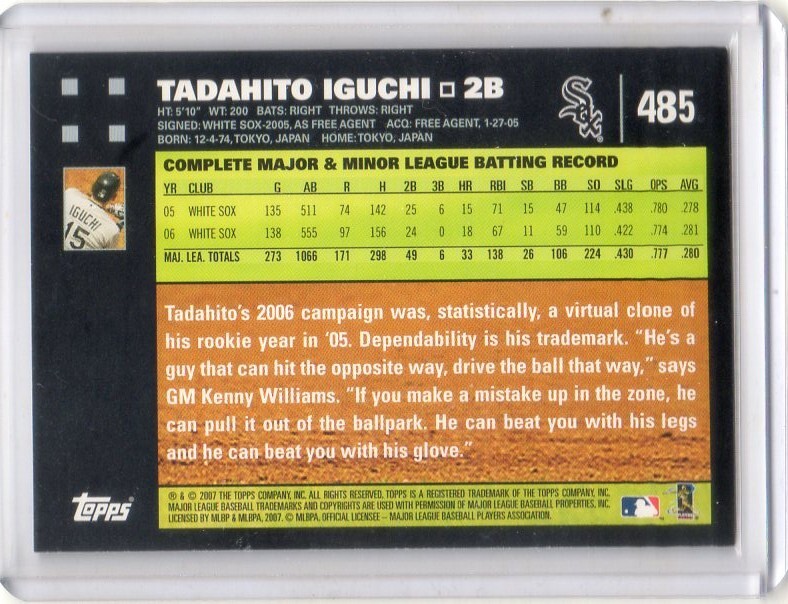 TADAHITO IGUCHI □ 2B
HT: 5'10" WT: 200 BATS: RIGHT THROWS: RIGHT
SIGNED: WHITE SOX-2005, AS FREE AGENT ACQ: FREE AGENT, 1-27-05
BORN: 12-4-74, TOKYO, JAPAN HOME: TOKYO, JAPAN
Sox
485
IGUCHI
15
COMPLETE MAJOR & MINOR LEAGUE BATTING RECORD
YR CLUB G AB R H 2B 3B HR RBI SB BB SO SLG OPS AVG
05 WHITE SOX 135 511 74 142 25 6 15 71 15 47 114 .438 .780 .278
06 WHITE SOX 138 555 97 156 24 0 18 67 11 59 110 .422 .774 .281
MAJ. LEA. TOTALS 273 1066 171 298 49 6 33 138 26 106 224 .430 .777 .280
Tadahito's 2006 campaign was, statistically, a virtual clone of
his rookie year in '05. Dependability is his trademark. "He's a
guy that can hit the opposite way, drive the ball that way," says
GM Kenny Williams. "If you make a mistake up in the zone, he
can pull it out of the ballpark. He can beat you with his legs
and he can beat you with his glove."
Topps
® & © 2007 THE TOPPS COMPANY, INC. ALL RIGHTS RESERVED. TOPPS IS A REGISTERED TRADEMARK OF THE TOPPS COMPANY, INC.
MAJOR LEAGUE BASEBALL TRADEMARKS AND COPYRIGHTS ARE USED WITH PERMISSION OF MAJOR LEAGUE BASEBALL PROPERTIES, INC.
LICENSED BY MLBP & MLBPA, 2007. © MLBPA, OFFICIAL LICENSEE – MAJOR LEAGUE BASEBALL PLAYERS ASSOCIATION.